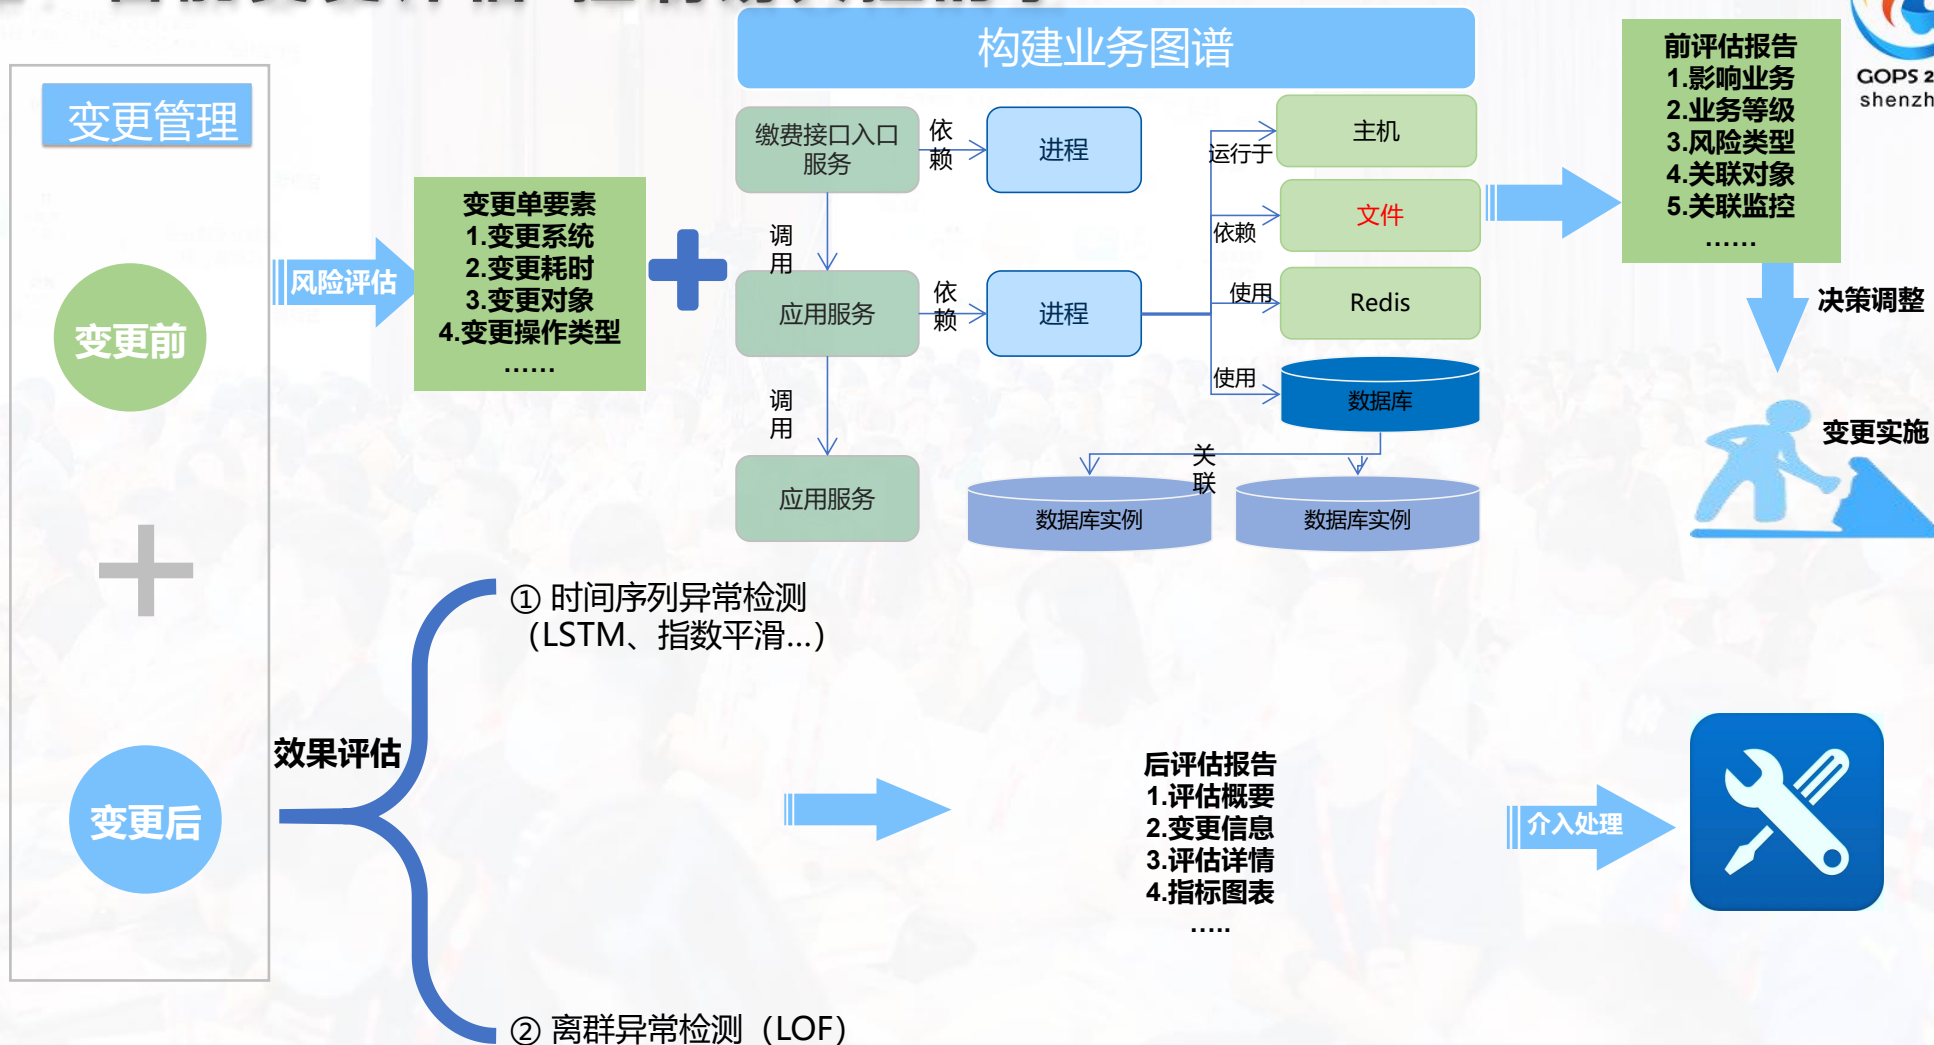 构建业务图谱
前评估报告
1.影响业务
2.业务等级
3.风险类型
4.关联对象
5.关联监控
......
GOPS 2
shenzh
变更管理
缴费接口入口
服务
依
赖
进程
运行于
主机
变更单要素
1.变更系统
2.变更耗时
3.变更对象
4.变更操作类型
......
调
用
依赖
文件
变更前
风险评估
应用服务
依
赖
进程
使用
Redis
决策调整
使用
数据库
调
用
变更实施
关
联
应用服务
数据库实例
数据库实例
① 时间序列异常检测
（LSTM、指数平滑...）
效果评估
变更后
后评估报告
1.评估概要
2.变更信息
3.评估详情
4.指标图表
.....
介入处理
② 离群异常检测（LOF）